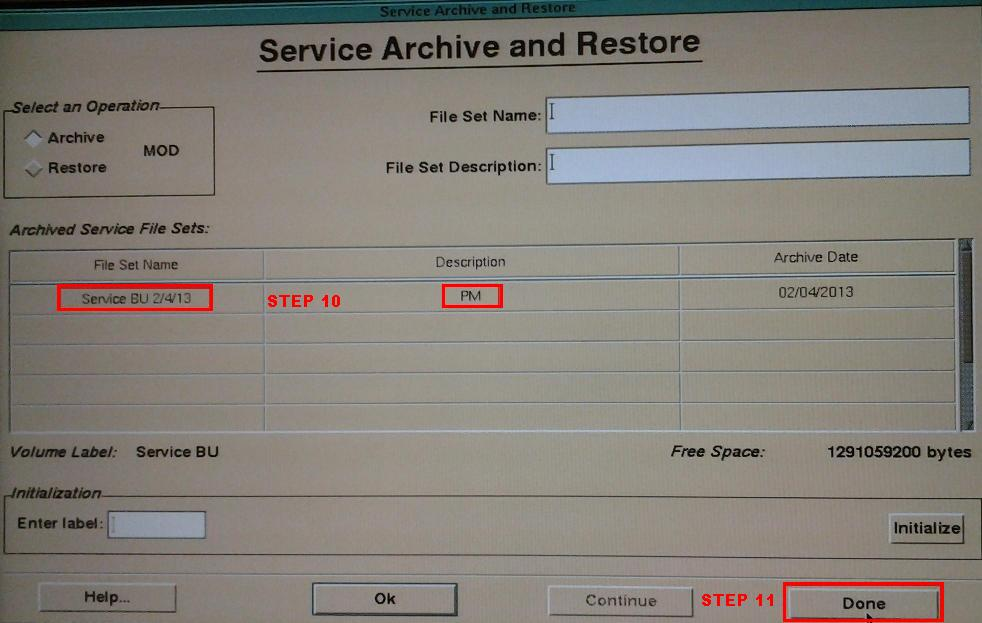 Service Archive and Restore
Service Archive and Restore
Select an Operation
Archive
MOD
Restore
File Set Name:
File Set Description:
Archived Service File Sets:
File Set Name Description Archive Date
Service BU 2/4/13 STEP 10 PM 02/04/2013
Volume Label: Service BU Free Space: 1291059200 bytes
Initialization
Enter label: Initialize
Help... Ok Continue STEP 11 Done